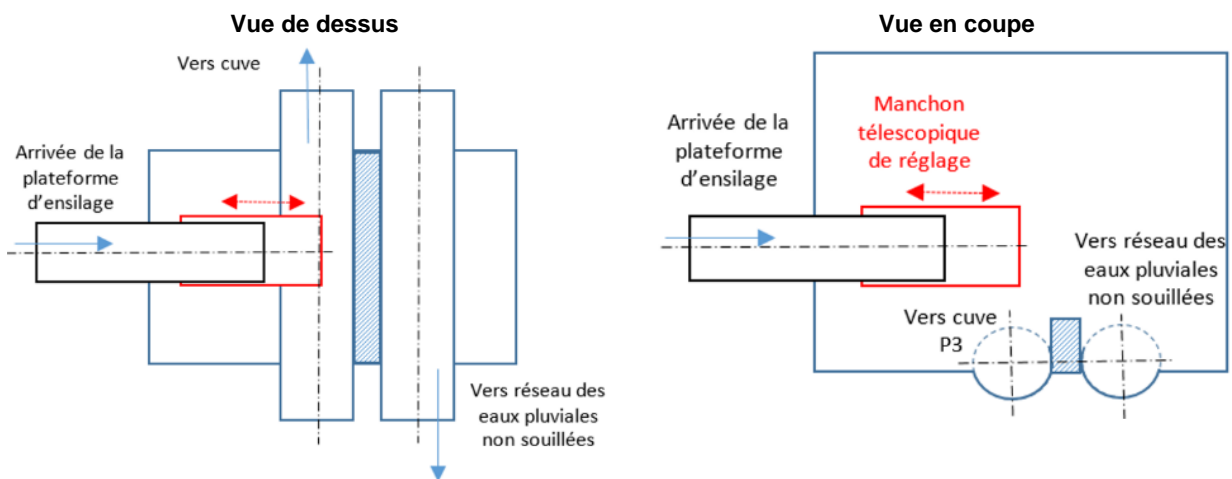 Vue de dessus
Vers cuve
Arrivée de la
plateforme
d'ensilage
Vers réseau des
eaux pluviales
non souillées
Vue en coupe
Manchon
télescopique
de réglage
Arrivée de la
plateforme
d'ensilage
Vers réseau des
eaux pluviales
non souillées
Vers cuve
P3